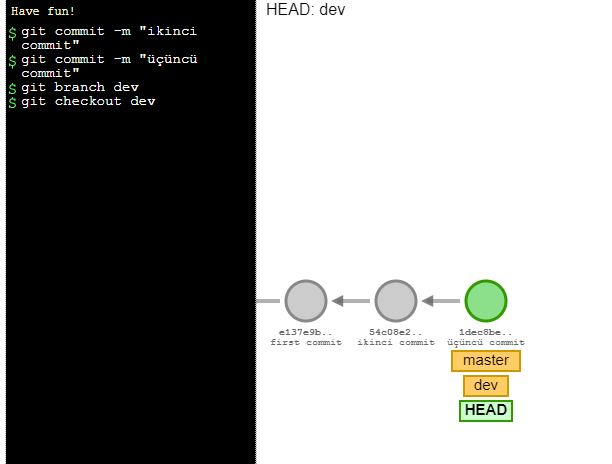 Have fun!
$ git commit -m "ikinci
commit"
$ git commit -m "üçüncü
commit"
$ git branch dev
$ git checkout dev
HEAD: dev
e137e9b..
first commit
54c08e2..
ikinci commit
1dec8be..
üçüncü commit
master
dev
HEAD